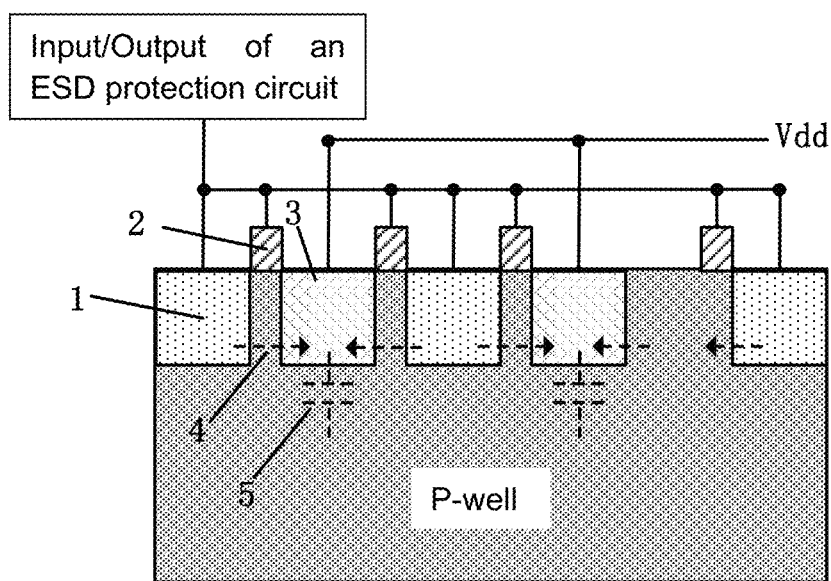 Input/Output of an
ESD protection circuit
Vdd
2
3
1
4
5
P-well